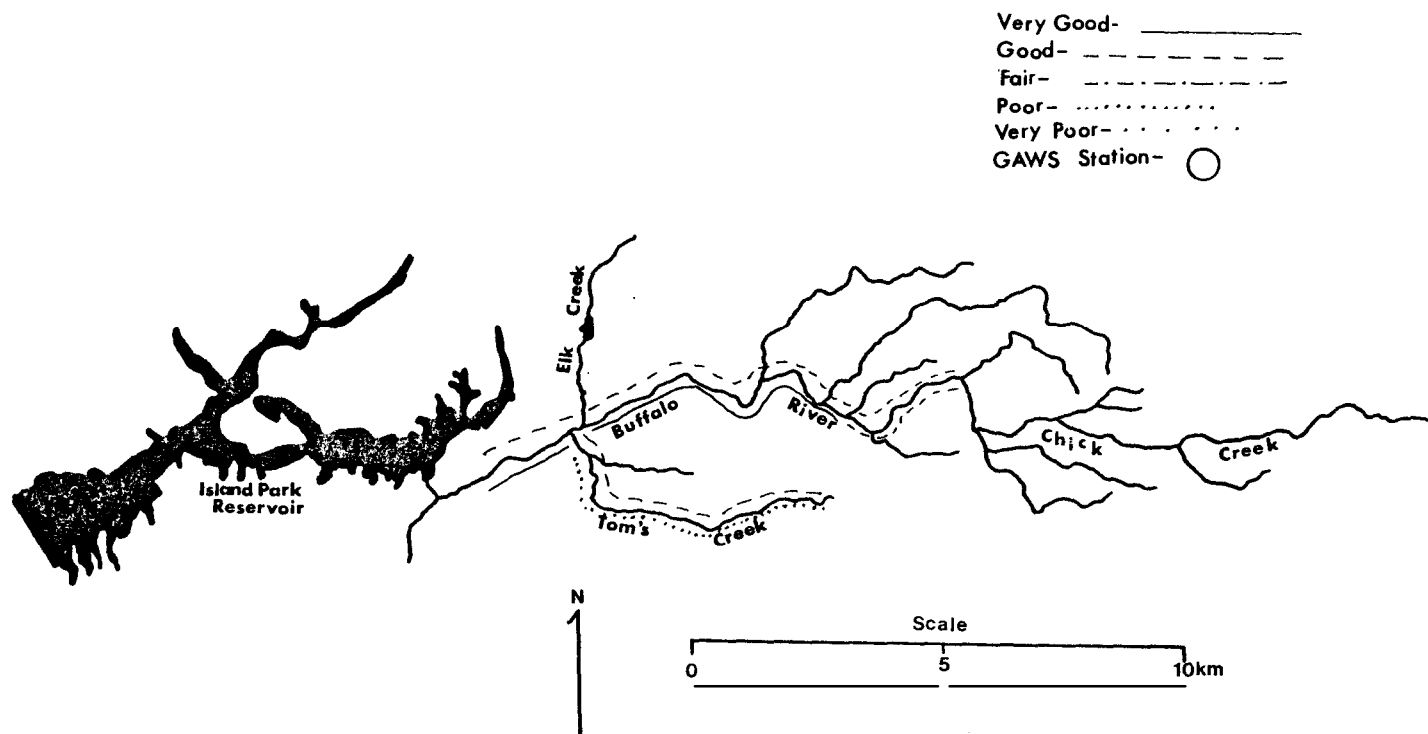 Very Good-
Good-
Fair-
Poor-
Very Poor-
GAWS Station-
Elk Creek
Buffalo River
Chick Creek
Island Park
Reservoir
Tom's Creek
N
Scale
0 5 10km